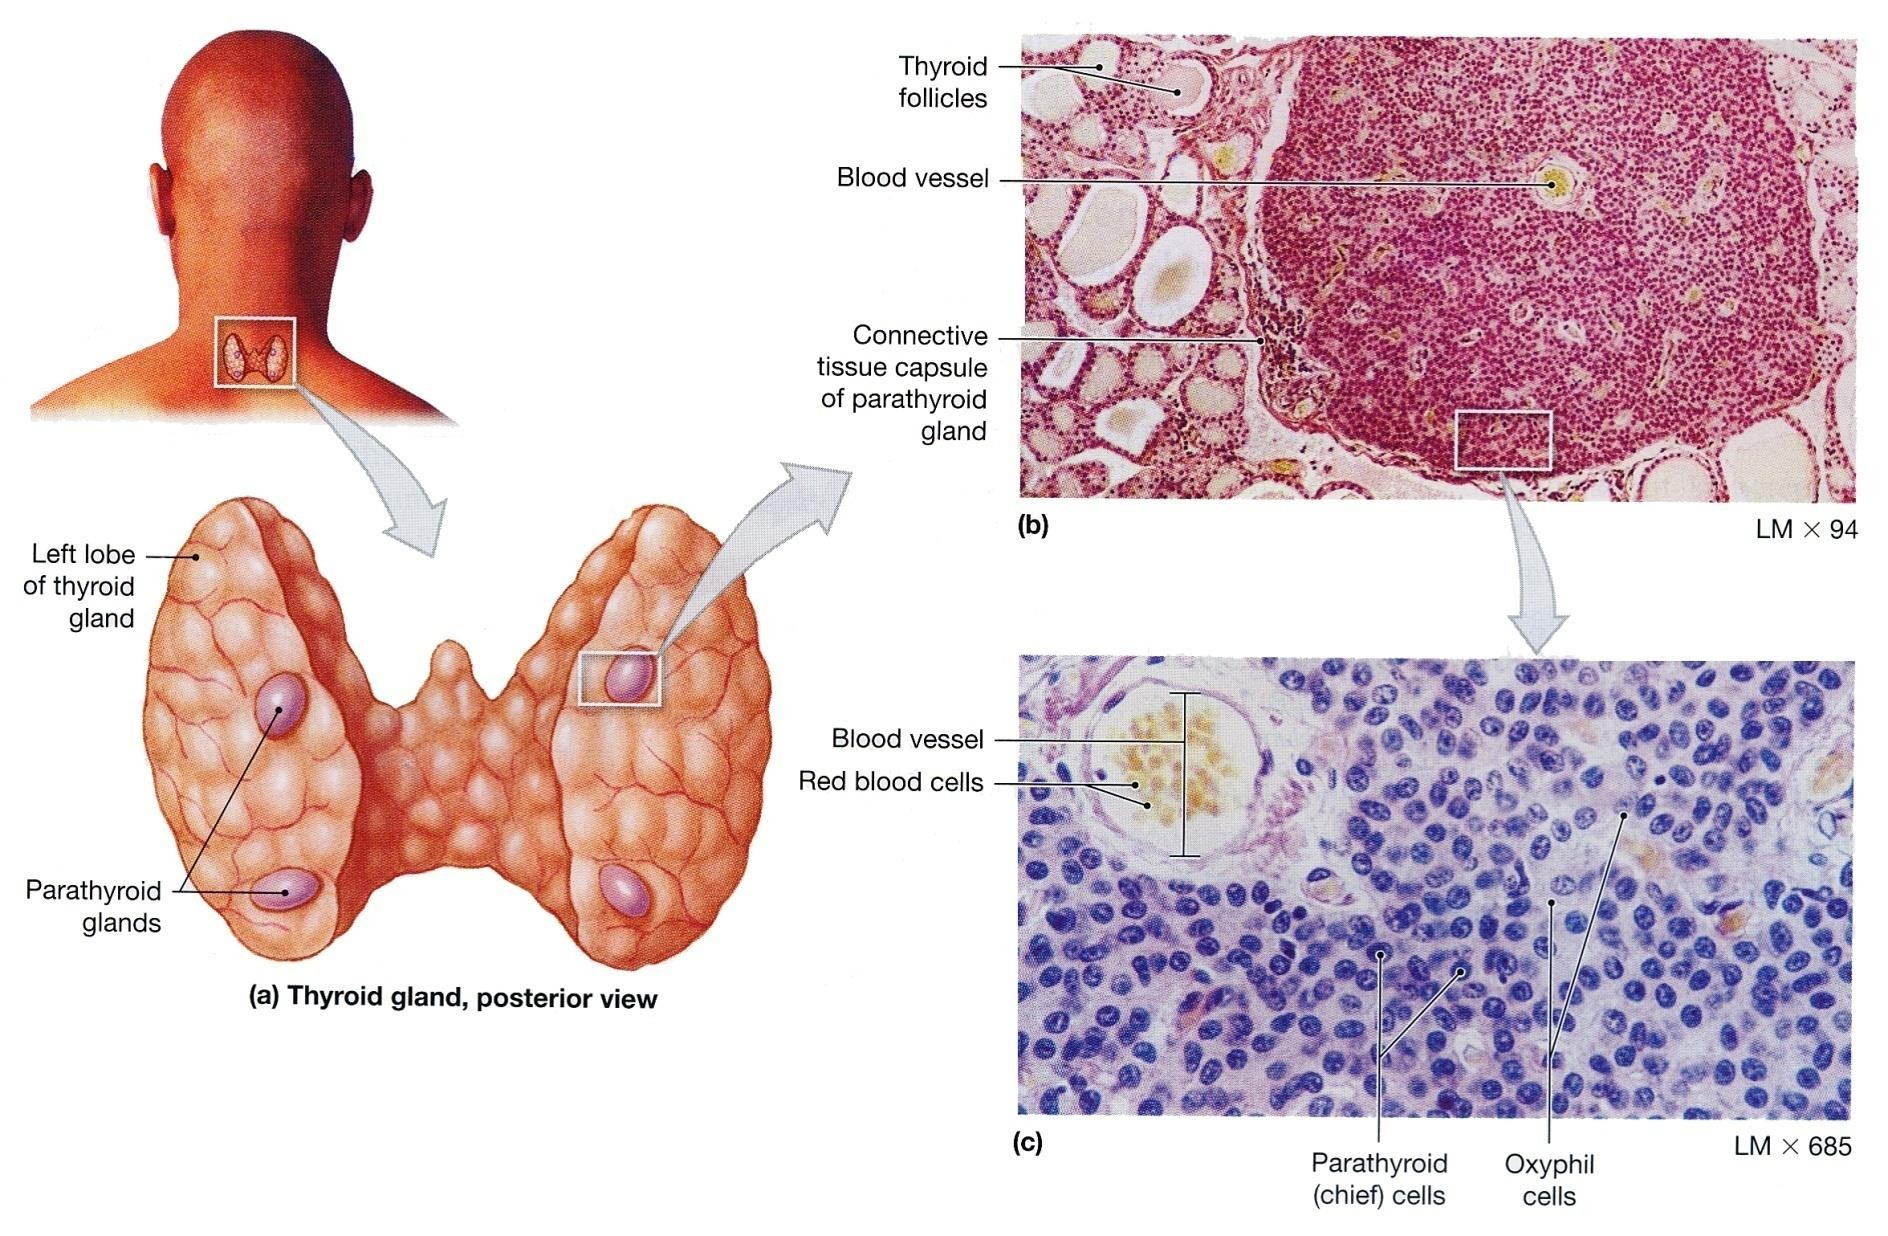 Left lobe
of thyroid
gland
Parathyroid
glands
(a) Thyroid gland, posterior view
Thyroid
follicles
Blood vessel
Connective
tissue capsule
of parathyroid
gland
(b)
LM × 94
Blood vessel
Red blood cells
(c)
LM × 685
Parathyroid
(chief) cells
Oxyphil
cells